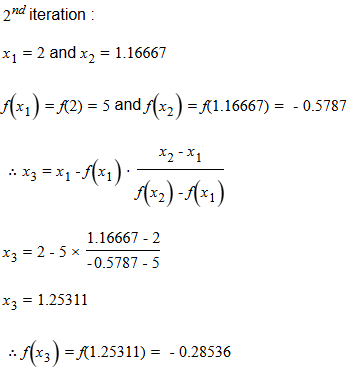 2nd iteration :
x1 = 2 and x2 = 1.16667
f(x1) = f(2) = 5 and f(x2) = f(1.16667) = - 0.5787
∴ x3 = x1 - f(x1) · (x2 - x1) / (f(x2) - f(x1))
x3 = 2 - 5 × (1.16667 - 2) / (-0.5787 - 5)
x3 = 1.25311
∴ f(x3) = f(1.25311) = - 0.28536